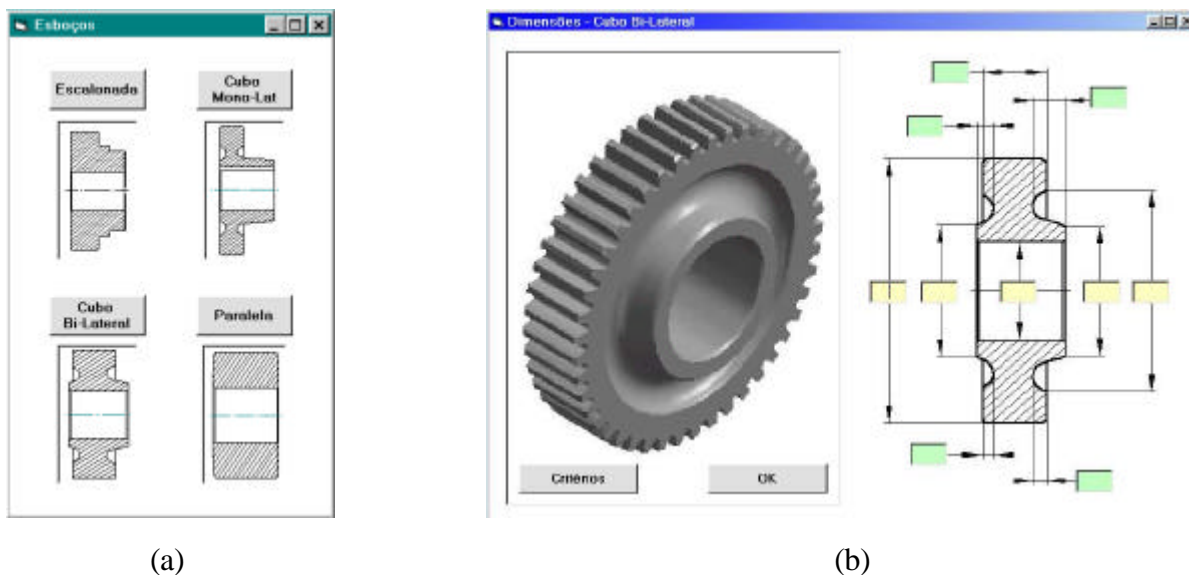 Esboços
Escalonada
Cubo
Mono-Lat
Cubo
Bi-Lateral
Paralela
(a)
Dimensões - Cubo Bi-Lateral
Critérios
OK
(b)